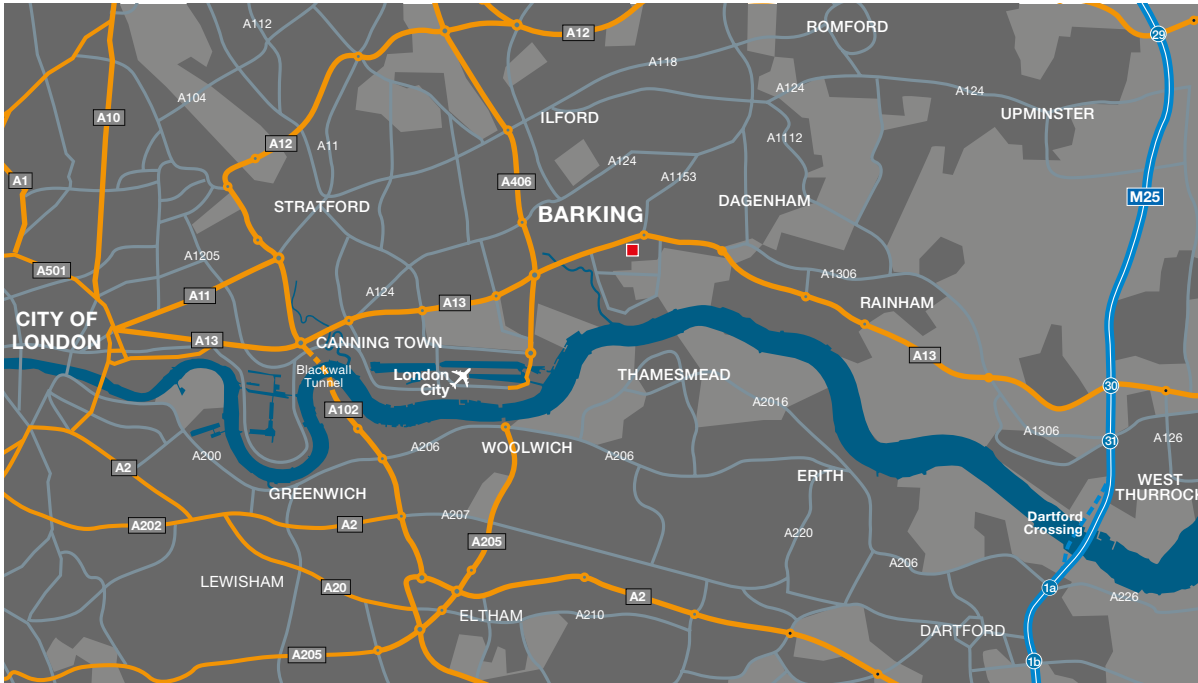 A112
A12
ROMFORD
29
A118
A104
A10
A124
A124
ILFORD
UPMINSTER
A12
A11
A1112
A124
A1153
A1
A406
M25
STRATFORD
BARKING
DAGENHAM
A1205
A501
A11
A124
A13
A1306
RAINHAM
CITY OF
LONDON
A13
CANNING TOWN
A13
Blackwall
Tunnel
London
City
THAMESMEAD
30
A102
A2016
A1306
A126
31
A200
A206
WOOLWICH
A206
A2
ERITH
WEST
THURROCK
GREENWICH
A202
A2
A207
Dartford
Crossing
A205
A220
A206
LEWISHAM
A20
1a
A2
A226
ELTHAM
A210
DARTFORD
A205
1b